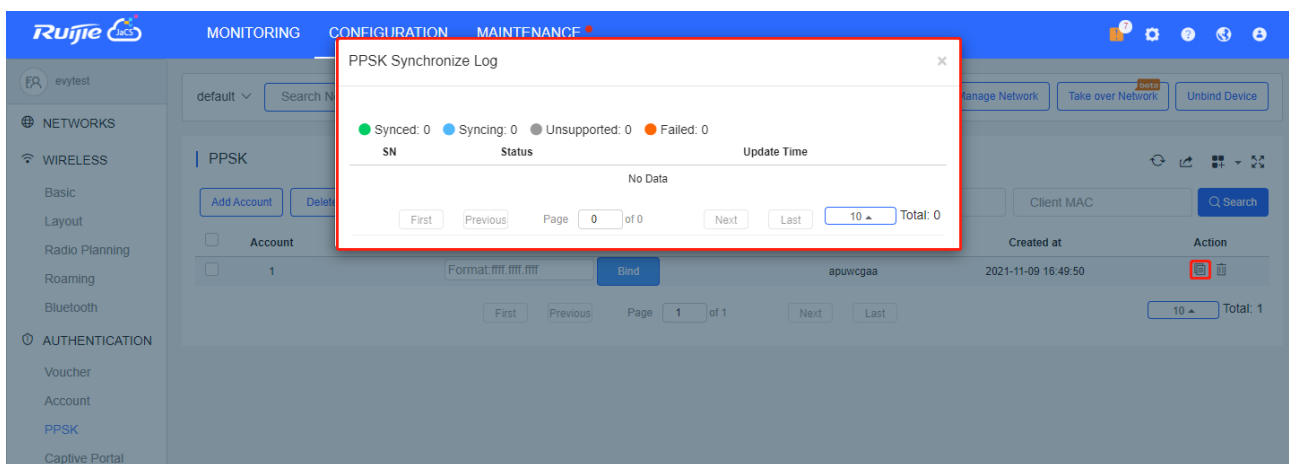 Ruijie JaCS MONITORING CONFIGURATION MAINTENANCE 7
evytest
default Search N Manage Network Take over Network beta Unbind Device
NETWORKS
WIRELESS
Basic
Layout
Radio Planning
Roaming
Bluetooth
AUTHENTICATION
Voucher
Account
PPSK
Captive Portal
PPSK Synchronize Log ×
Synced: 0 Syncing: 0 Unsupported: 0 Failed: 0
SN Status Update Time
No Data
First Previous Page 0 of 0 Next Last 10 Total: 0
PPSK
Add Account Delete Client MAC Search
Account Created at Action
1 Format:ffff.ffff.ffff Bind apuwcgaa 2021-11-09 16:49:50
First Previous Page 1 of 1 Next Last 10 Total: 1